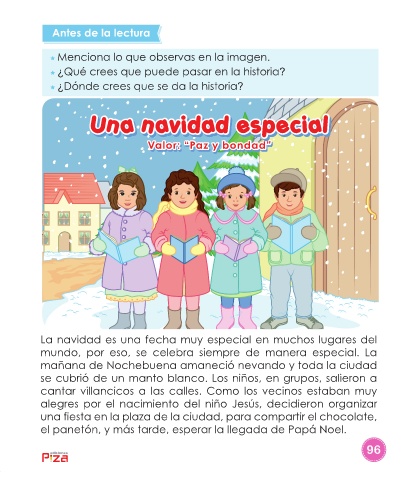 Antes de la lectura
Menciona lo que observas en la imagen.
¿Qué crees que puede pasar en la historia?
¿Dónde crees que se da la historia?
Una navidad especial
Valor: "Paz y bondad"
La navidad es una fecha muy especial en muchos lugares del
mundo, por eso, se celebra siempre de manera especial. La
mañana de Nochebuena amaneció nevando y toda la ciudad
se cubrió de un manto blanco. Los niños, en grupos, salieron a
cantar villancicos a las calles. Como los vecinos estaban muy
alegres por el nacimiento del niño Jesús, decidieron organizar
una fiesta en la plaza de la ciudad, para compartir el chocolate,
el panetón, y más tarde, esperar la llegada de Papá Noel.
P!za
96